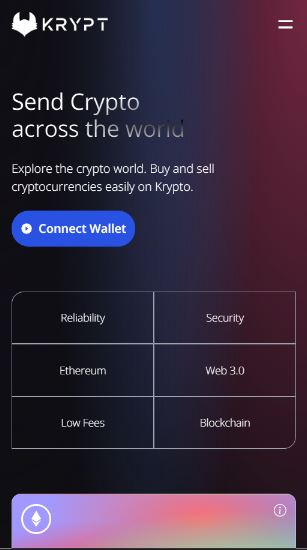 KRYPT
Send Crypto
across the world
Explore the crypto world. Buy and sell
cryptocurrencies easily on Krypto.
Connect Wallet
Reliability
Security
Ethereum
Web 3.0
Low Fees
Blockchain